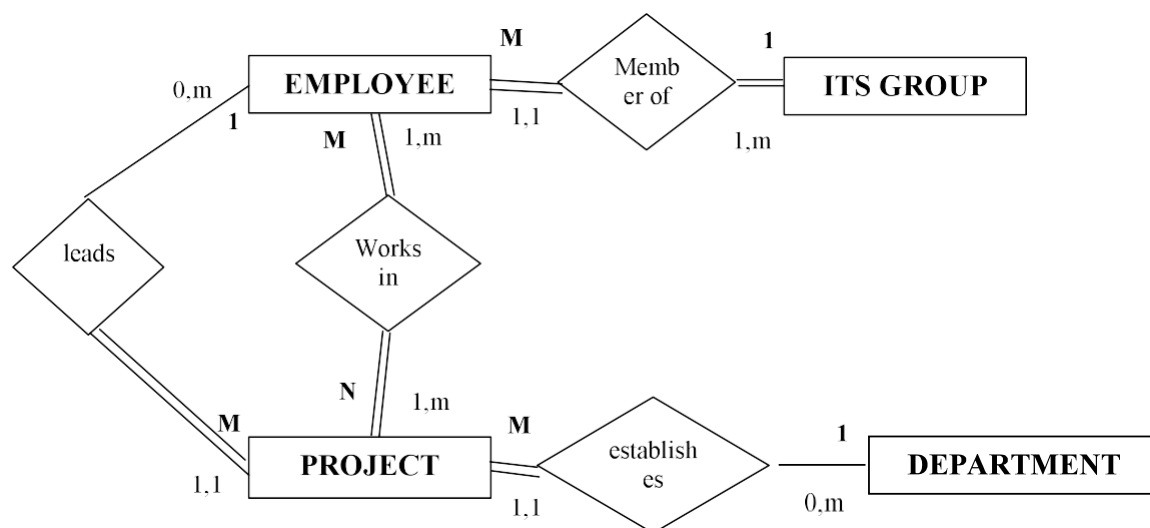 M
1
EMPLOYEE
Memb
er of
ITS GROUP
0,m
1
1,1
1,m
M
1,m
leads
Works
in
N
1,m
M
M
1
PROJECT
establish
es
DEPARTMENT
1,1
1,1
0,m